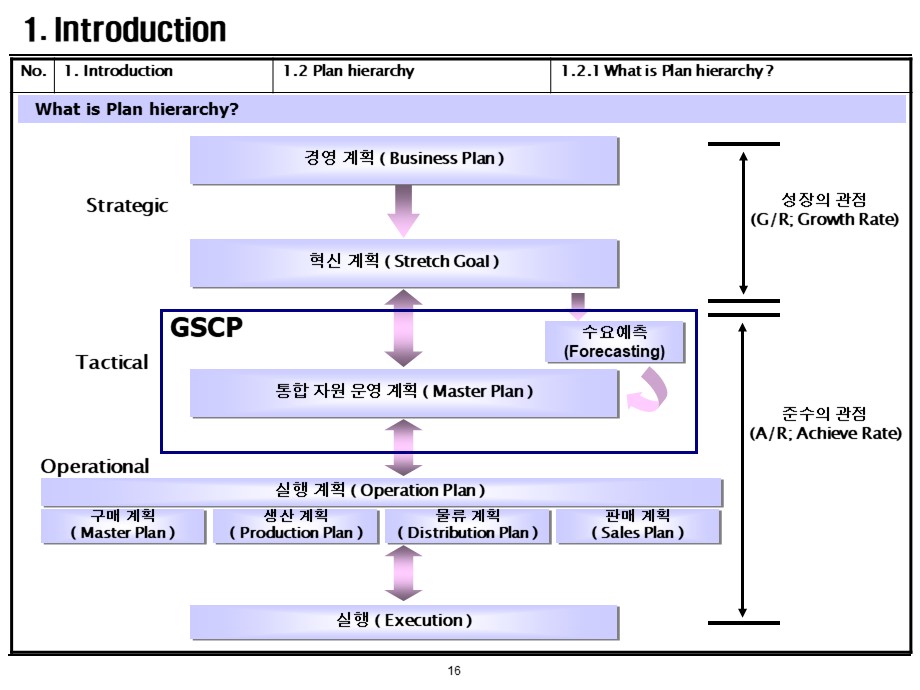 1. Introduction
No. 1. Introduction 1.2 Plan hierarchy 1.2.1 What is Plan hierarchy ?
What is Plan hierarchy?
경영 계획 ( Business Plan )
Strategic
성장의 관점
(G/R; Growth Rate)
혁신 계획 ( Stretch Goal )
GSCP
수요예측
(Forecasting)
Tactical
통합 자원 운영 계획 ( Master Plan )
준수의 관점
(A/R; Achieve Rate)
Operational
실행 계획 ( Operation Plan )
구매 계획
( Master Plan )
생산 계획
( Production Plan )
물류 계획
( Distribution Plan )
판매 계획
( Sales Plan )
실행 ( Execution )
16